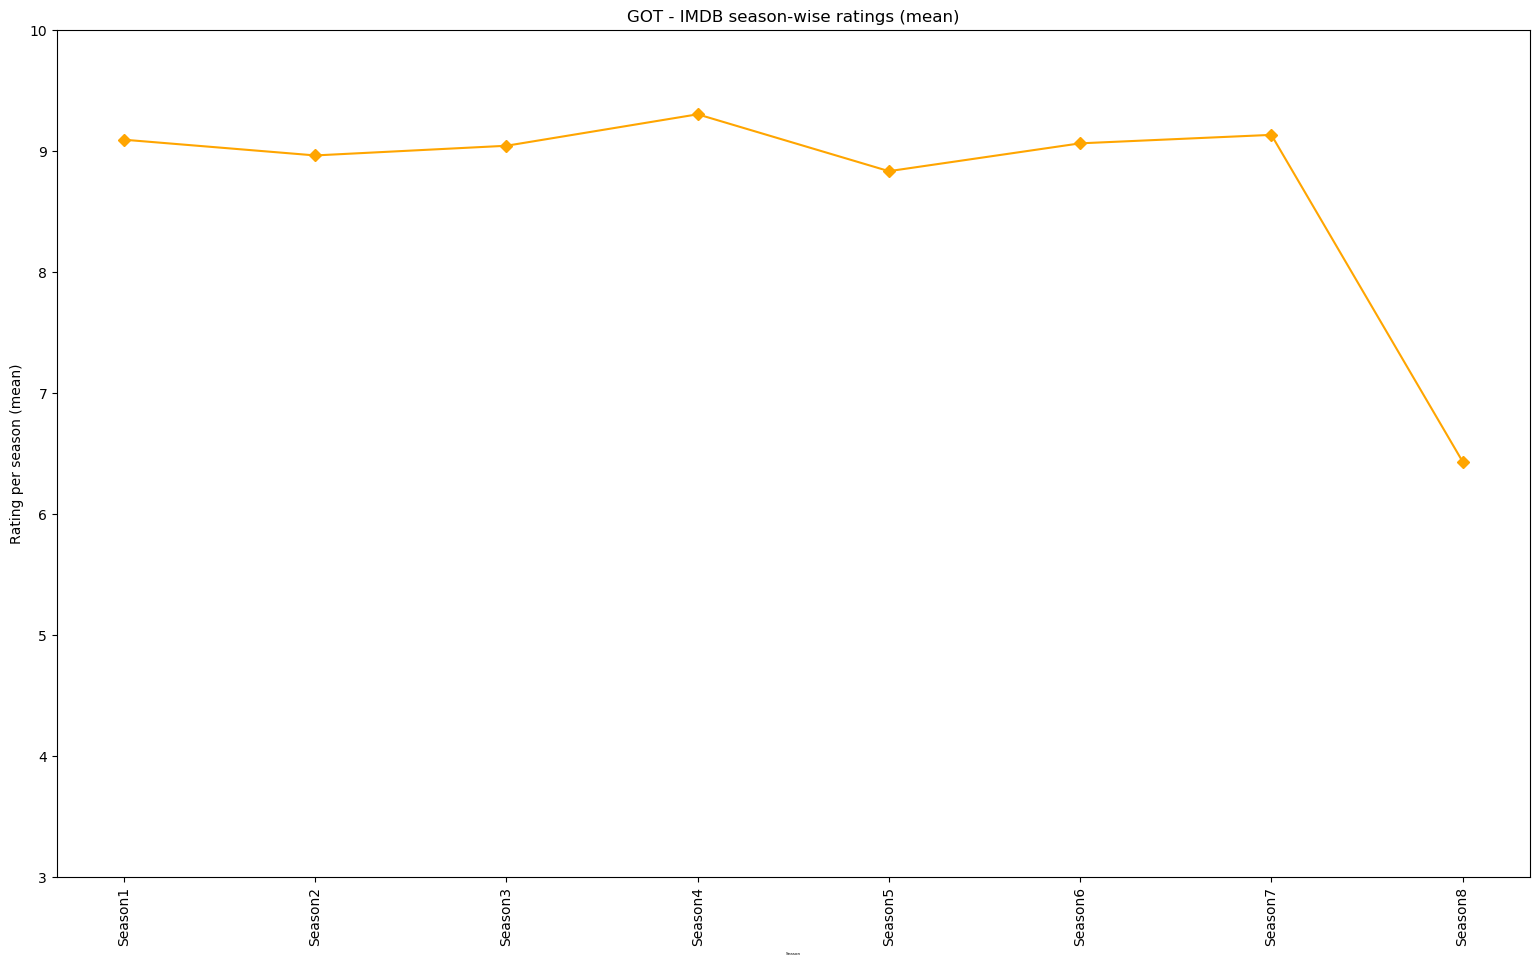 GOT - IMDB season-wise ratings (mean)
10
9
8
7
6
5
4
3
Rating per season (mean)
Season1
Season2
Season3
Season4
Season5
Season6
Season7
Season8
Season